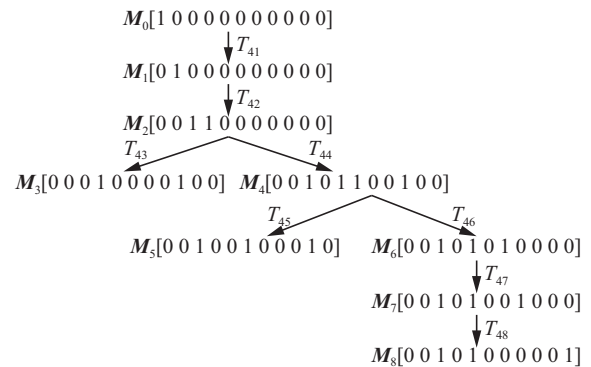 M₀[1 0 0 0 0 0 0 0 0 0 0]
T₄₁
M₁[0 1 0 0 0 0 0 0 0 0 0]
T₄₂
M₂[0 0 1 1 0 0 0 0 0 0 0]
T₄₃ T₄₄
M₃[0 0 0 1 0 0 0 0 1 0 0] M₄[0 0 1 0 1 1 0 0 1 0 0]
T₄₅ T₄₆
M₅[0 0 1 0 0 1 0 0 0 1 0] M₆[0 0 1 0 1 0 1 0 0 0 0]
T₄₇
M₇[0 0 1 0 1 0 0 1 0 0 0]
T₄₈
M₈[0 0 1 0 1 0 0 0 0 0 1]